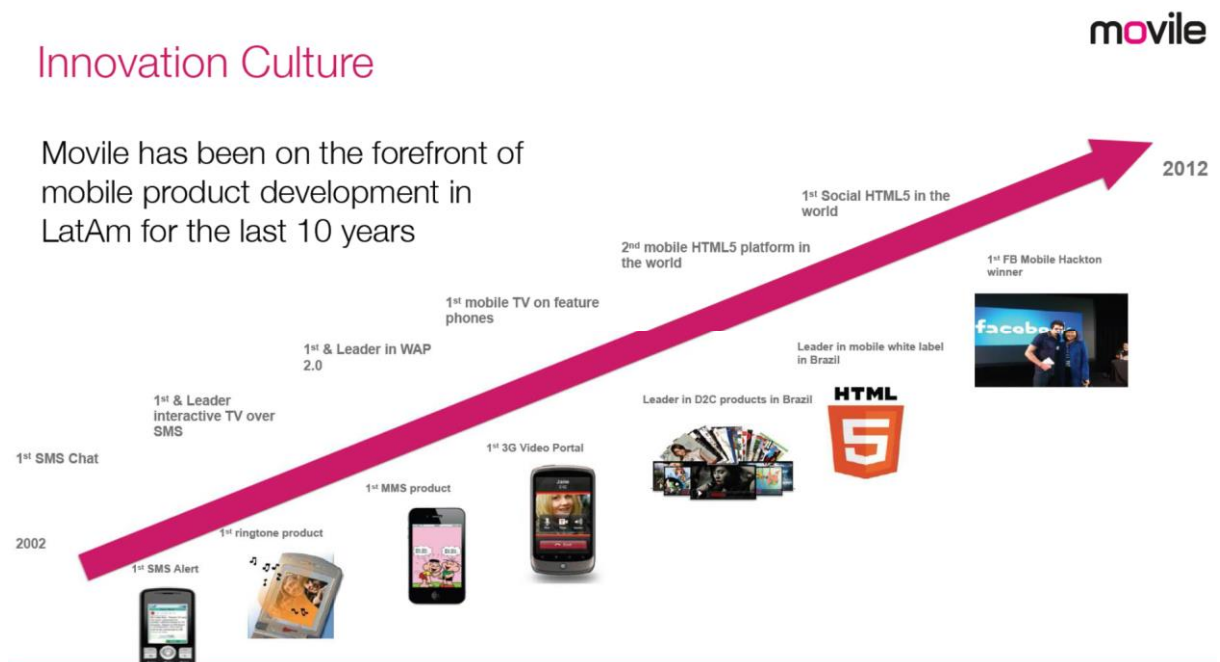 movile
Innovation Culture
Movile has been on the forefront of
mobile product development in
LatAm for the last 10 years
2012
1st Social HTML5 in the
world
2nd mobile HTML5 platform in
the world
1st FB Mobile Hackton
winner
facebo
1st mobile TV on feature
phones
1st & Leader in WAP
2.0
Leader in mobile white label
in Brazil
HTML
5
1st & Leader
interactive TV over
SMS
Leader in D2C products in Brazil
1st SMS Chat
1st 3G Video Portal
1st MMS product
1st ringtone product
2002
1st SMS Alert